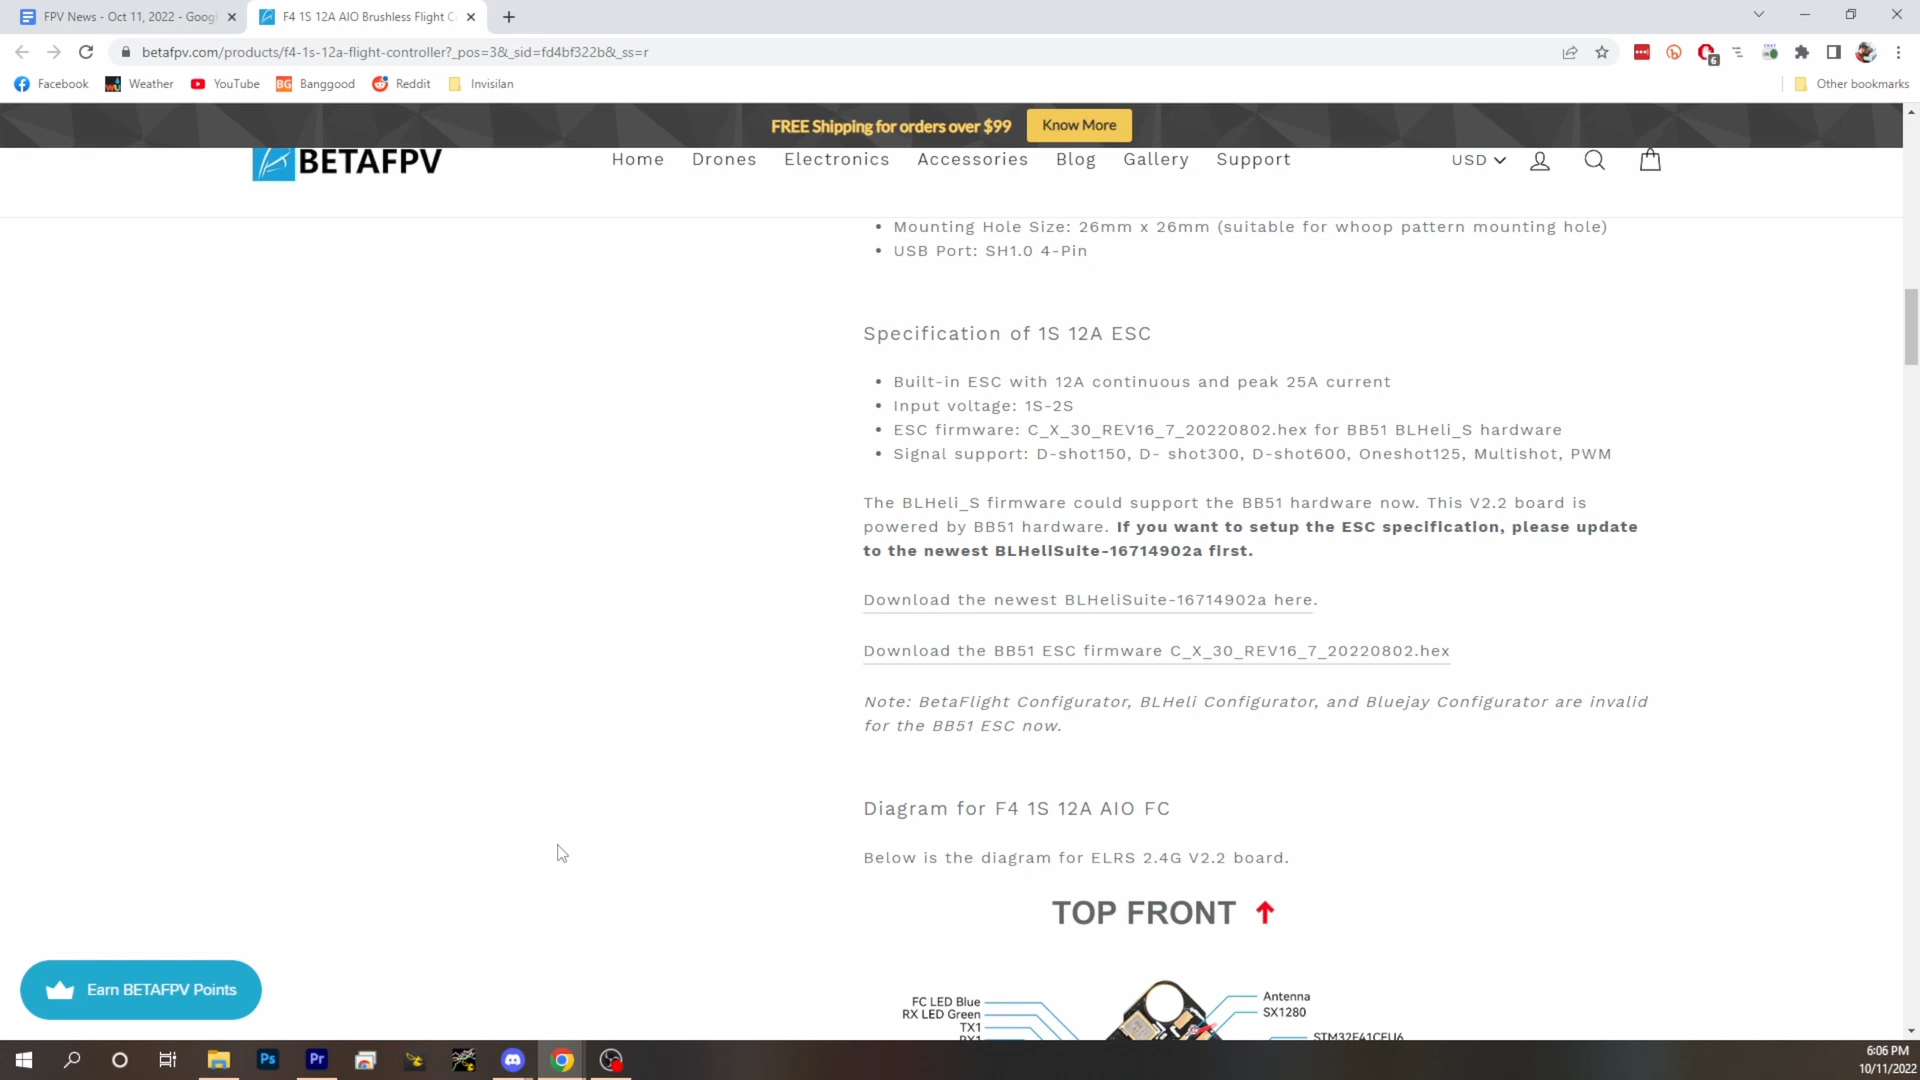 FPV News - Oct 11, 2022 - Googl
F4 1S 12A AIO Brushless Flight C
betafpv.com/products/f4-1s-12a-flight-controller?_pos=3&_sid=fd4bf322b&_ss=r
6
Facebook
Weather
YouTube
BG Banggood
Reddit
Invisilan
Other bookmarks
FREE Shipping for orders over $99 Know More
BETAFPV
Home Drones Electronics Accessories Blog Gallery Support
USD
• Mounting Hole Size: 26mm x 26mm (suitable for whoop pattern mounting hole)
• USB Port: SH1.0 4-Pin
Specification of 1S 12A ESC
• Built-in ESC with 12A continuous and peak 25A current
• Input voltage: 1S-2S
• ESC firmware: C_X_30_REV16_7_20220802.hex for BB51 BLHeli_S hardware
• Signal support: D-shot150, D- shot300, D-shot600, Oneshot125, Multishot, PWM
The BLHeli_S firmware could support the BB51 hardware now. This V2.2 board is
powered by BB51 hardware. If you want to setup the ESC specification, please update
to the newest BLHeliSuite-16714902a first.
Download the newest BLHeliSuite-16714902a here.
Download the BB51 ESC firmware C_X_30_REV16_7_20220802.hex
Note: BetaFlight Configurator, BLHeli Configurator, and Bluejay Configurator are invalid
for the BB51 ESC now.
Diagram for F4 1S 12A AIO FC
Below is the diagram for ELRS 2.4G V2.2 board.
TOP FRONT
FC LED Blue
RX LED Green
TX1
RX1
Antenna
SX1280
STM32F41CEU6
Earn BETAFPV Points
Ps
Pr
6:06 PM
10/11/2022